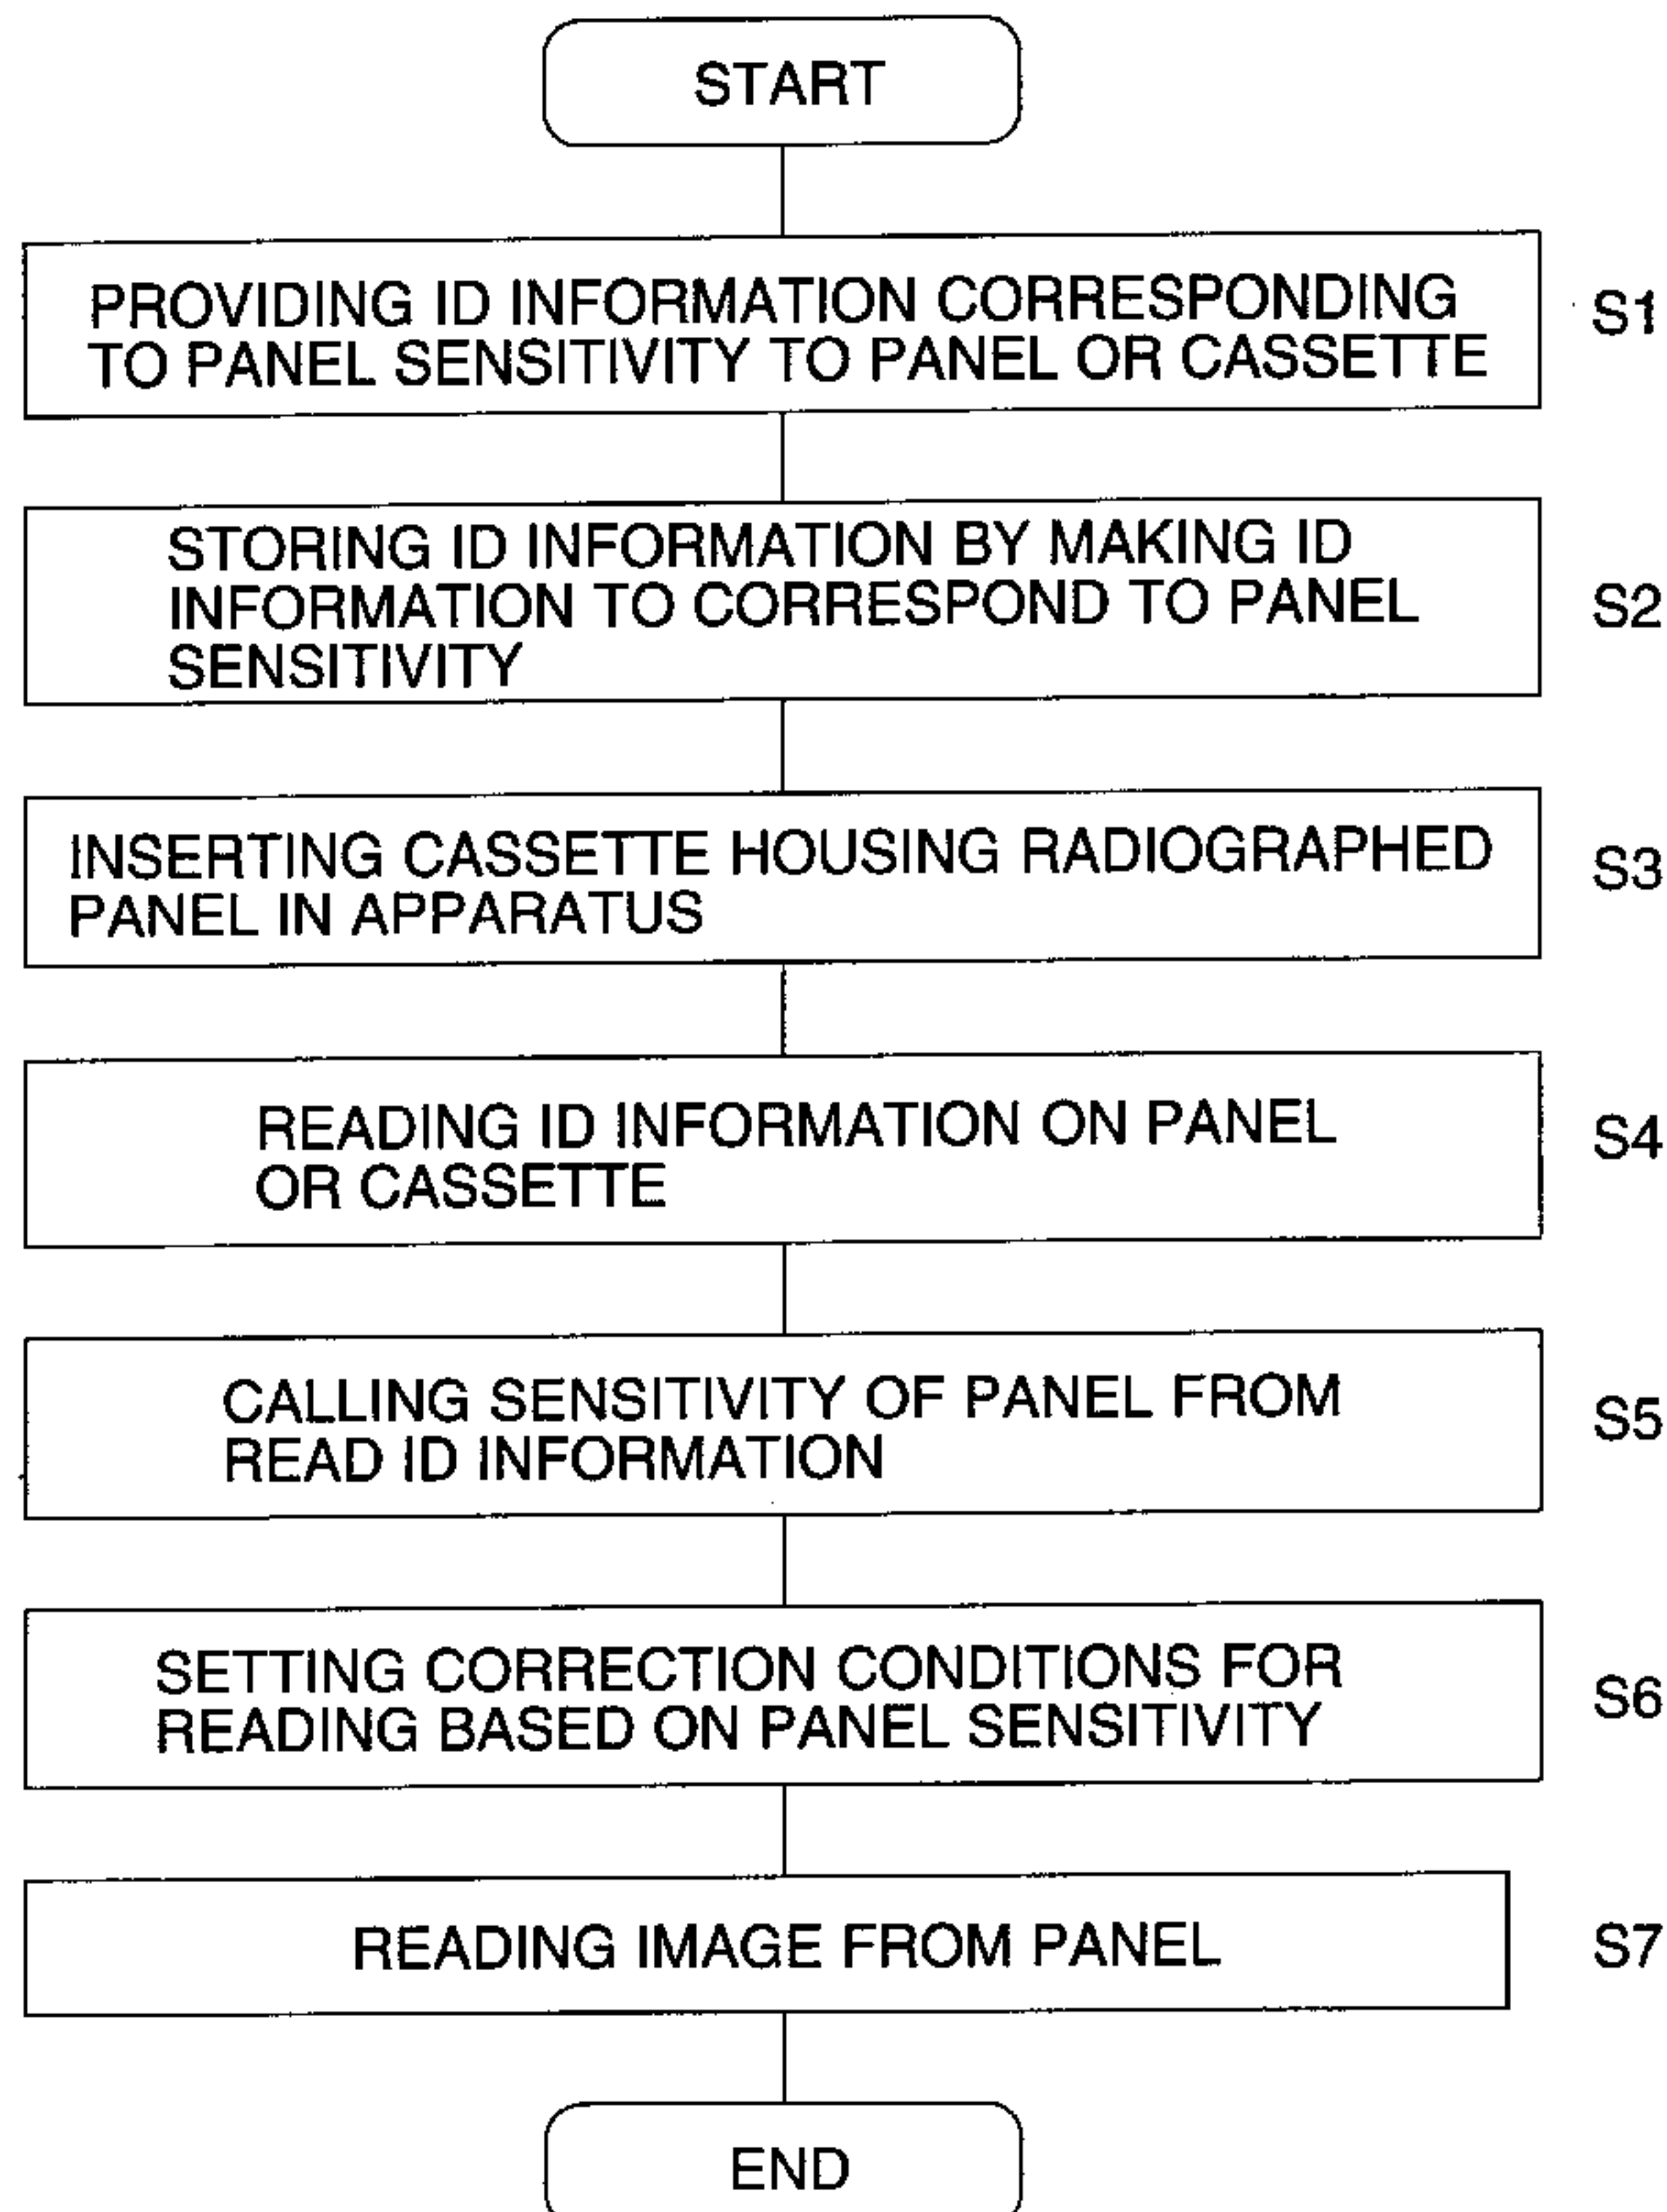 START
PROVIDING ID INFORMATION CORRESPONDING
TO PANEL SENSITIVITY TO PANEL OR CASSETTE
S1
STORING ID INFORMATION BY MAKING ID
INFORMATION TO CORRESPOND TO PANEL
SENSITIVITY
S2
INSERTING CASSETTE HOUSING RADIOGRAPHED
PANEL IN APPARATUS
S3
READING ID INFORMATION ON PANEL
OR CASSETTE
S4
CALLING SENSITIVITY OF PANEL FROM
READ ID INFORMATION
S5
SETTING CORRECTION CONDITIONS FOR
READING BASED ON PANEL SENSITIVITY
S6
READING IMAGE FROM PANEL
S7
END